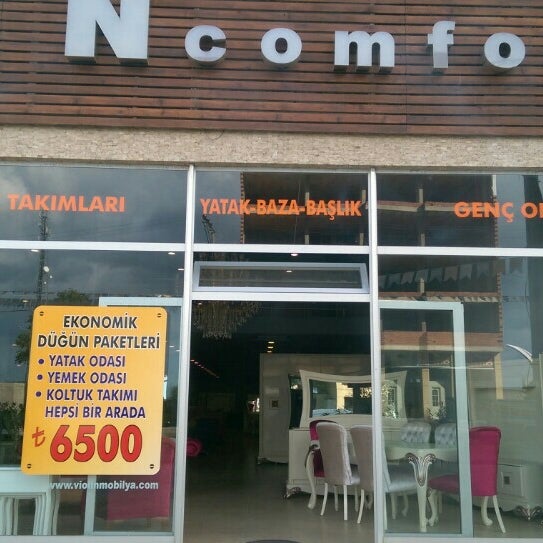 Ncomfo
TAKIMLARI
YATAK-BAZA-BAŞLIK
GENÇ O
EKONOMİK
DÜĞÜN PAKETLERİ
• YATAK ODASI
• YEMEK ODASI
• KOLTUK TAKIMI
HEPSİ BİR ARADA
₺6500
www.violinmobilya.com